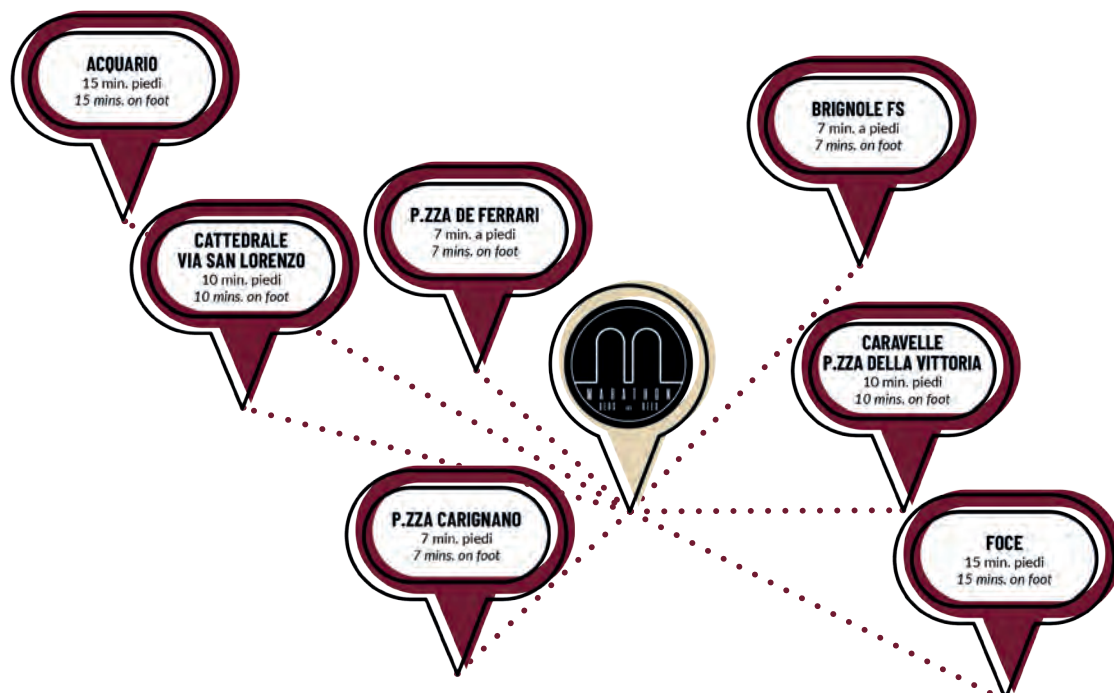 ACQUARIO
15 min. piedi
15 mins. on foot
BRIGNOLE FS
7 min. a piedi
7 mins. on foot
P.ZZA DE FERRARI
7 min. a piedi
7 mins. on foot
CATTEDRALE
VIA SAN LORENZO
10 min. piedi
10 mins. on foot
MARATHON
BEDS BEER
CARAVELLE
P.ZZA DELLA VITTORIA
10 min. piedi
10 mins. on foot
P.ZZA CARIGNANO
7 min. piedi
7 mins. on foot
FOCE
15 min. piedi
15 mins. on foot